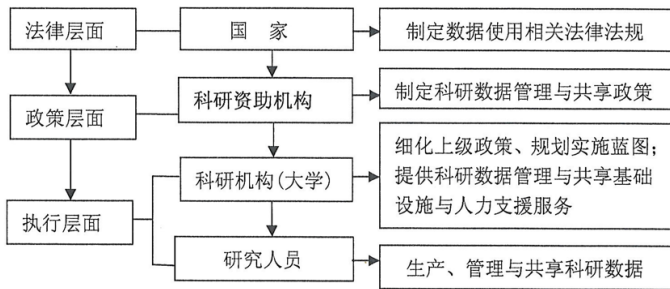 法律层面
国 家
制定数据使用相关法律法规
科研资助机构
制定科研数据管理与共享政策
政策层面
细化上级政策、规划实施蓝图;
科研机构(大学)
提供科研数据管理与共享基础
设施与人力支援服务
执行层面
研究人员
生产、管理与共享科研数据